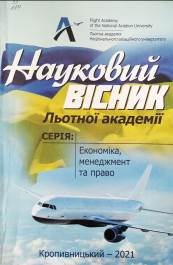 Flight Academy
of the National Aviation University
Льотна академія
Національного авіаційного університету
Науковий
ВІСНИК
Льотної академії
СЕРІЯ:
Економіка,
менеджмент
та право
Кропивницький – 2021